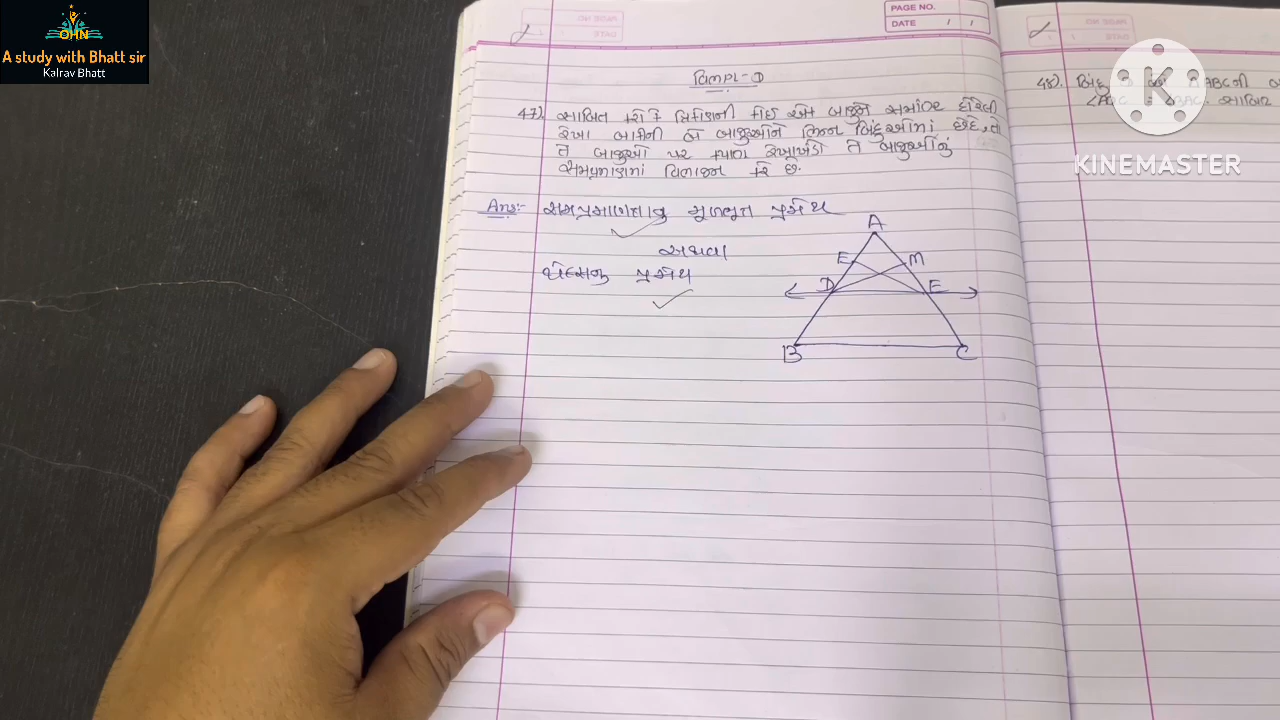 OHN
A study with Bhatt sir
Kalrav Bhatt
PAGE NO.
DATE / /
વિભાગ-D
47). સાબિત કરો કે ત્રિકોણની કોઈ એક બાજુને સમાંતર દોરેલી
રેખા બાકીની બે બાજુઓને ભિન્ન બિંદુઓમાં છેદે, તો
તે બાજુઓ પર કપાતા રેખાખંડો તે બાજુઓનું
સમપ્રમાણમાં વિભાજન કરે છે.
Ans:- સમપ્રમાણતાનુ મૂળભૂત પ્રમેય
અથવા
થેલ્સનુ પ્રમેય
A
E M
D E
B C
48). બિંદુ
KINEMASTER